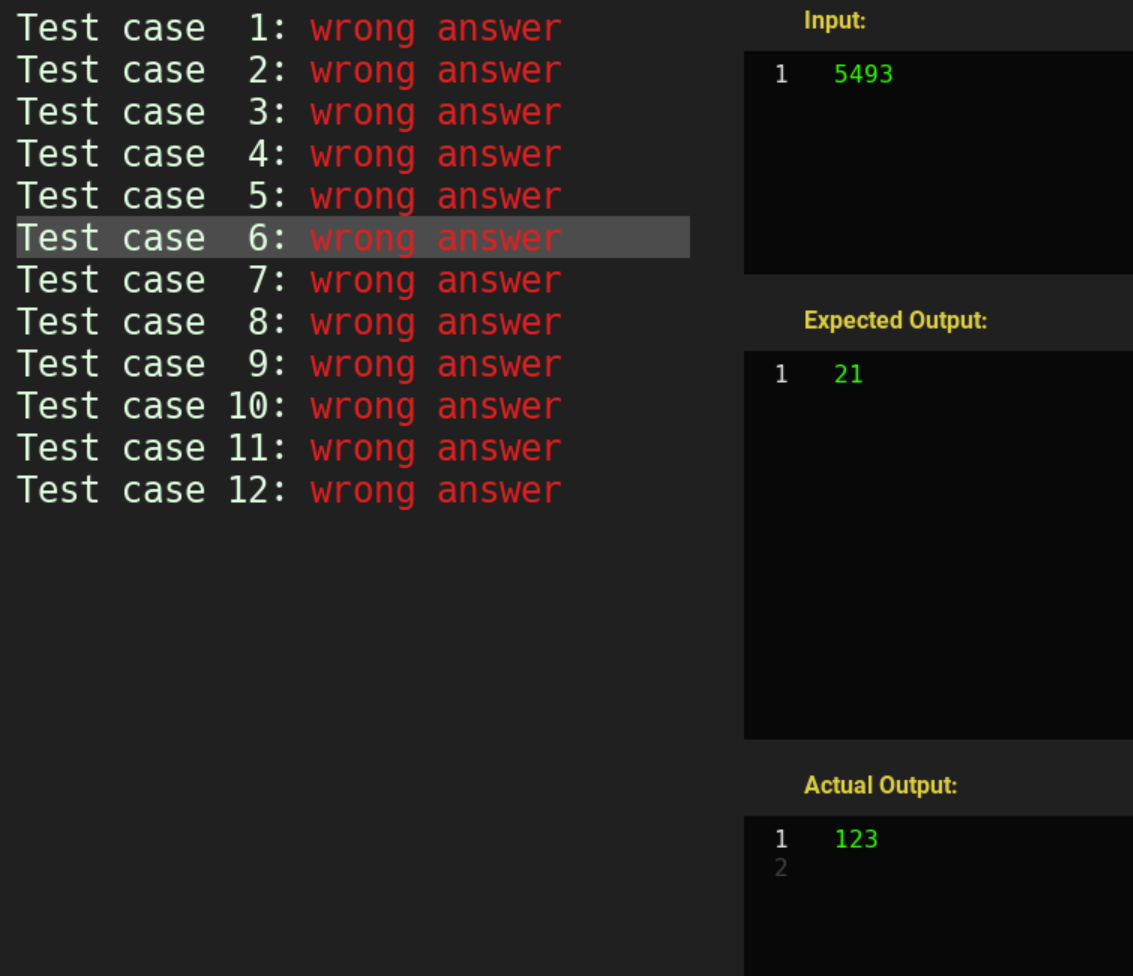 Test case  1: wrong answer
Test case  2: wrong answer
Test case  3: wrong answer
Test case  4: wrong answer
Test case  5: wrong answer
Test case  6: wrong answer
Test case  7: wrong answer
Test case  8: wrong answer
Test case  9: wrong answer
Test case 10: wrong answer
Test case 11: wrong answer
Test case 12: wrong answer
Input:
1 5493
Expected Output:
1 21
Actual Output:
1 123
2